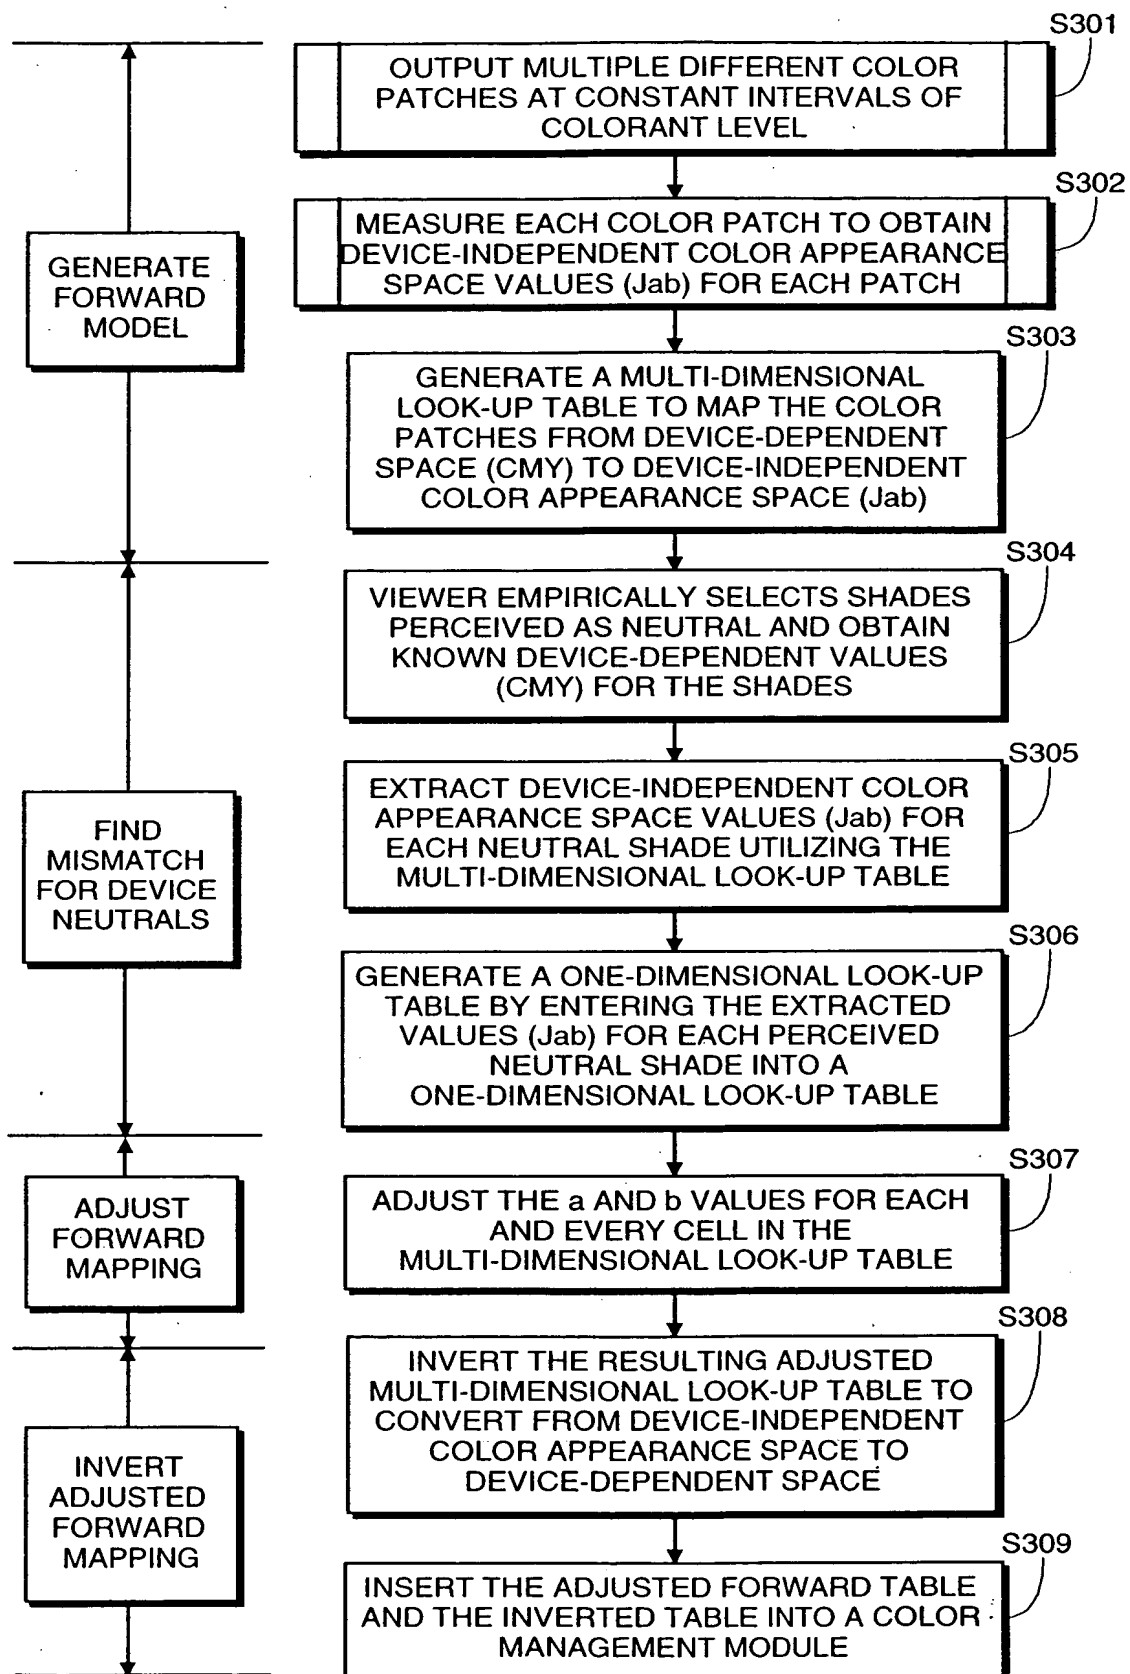 S301
OUTPUT MULTIPLE DIFFERENT COLOR
PATCHES AT CONSTANT INTERVALS OF
COLORANT LEVEL
S302
MEASURE EACH COLOR PATCH TO OBTAIN
DEVICE-INDEPENDENT COLOR APPEARANCE
SPACE VALUES (Jab) FOR EACH PATCH
GENERATE
FORWARD
MODEL
S303
GENERATE A MULTI-DIMENSIONAL
LOOK-UP TABLE TO MAP THE COLOR
PATCHES FROM DEVICE-DEPENDENT
SPACE (CMY) TO DEVICE-INDEPENDENT
COLOR APPEARANCE SPACE (Jab)
S304
VIEWER EMPIRICALLY SELECTS SHADES
PERCEIVED AS NEUTRAL AND OBTAIN
KNOWN DEVICE-DEPENDENT VALUES
(CMY) FOR THE SHADES
S305
EXTRACT DEVICE-INDEPENDENT COLOR
APPEARANCE SPACE VALUES (Jab) FOR
EACH NEUTRAL SHADE UTILIZING THE
MULTI-DIMENSIONAL LOOK-UP TABLE
FIND
MISMATCH
FOR DEVICE
NEUTRALS
S306
GENERATE A ONE-DIMENSIONAL LOOK-UP
TABLE BY ENTERING THE EXTRACTED
VALUES (Jab) FOR EACH PERCEIVED
NEUTRAL SHADE INTO A
ONE-DIMENSIONAL LOOK-UP TABLE
S307
ADJUST THE a AND b VALUES FOR EACH
AND EVERY CELL IN THE
MULTI-DIMENSIONAL LOOK-UP TABLE
ADJUST
FORWARD
MAPPING
S308
INVERT THE RESULTING ADJUSTED
MULTI-DIMENSIONAL LOOK-UP TABLE TO
CONVERT FROM DEVICE-INDEPENDENT
COLOR APPEARANCE SPACE TO
DEVICE-DEPENDENT SPACE
INVERT
ADJUSTED
FORWARD
MAPPING
S309
INSERT THE ADJUSTED FORWARD TABLE
AND THE INVERTED TABLE INTO A COLOR
MANAGEMENT MODULE